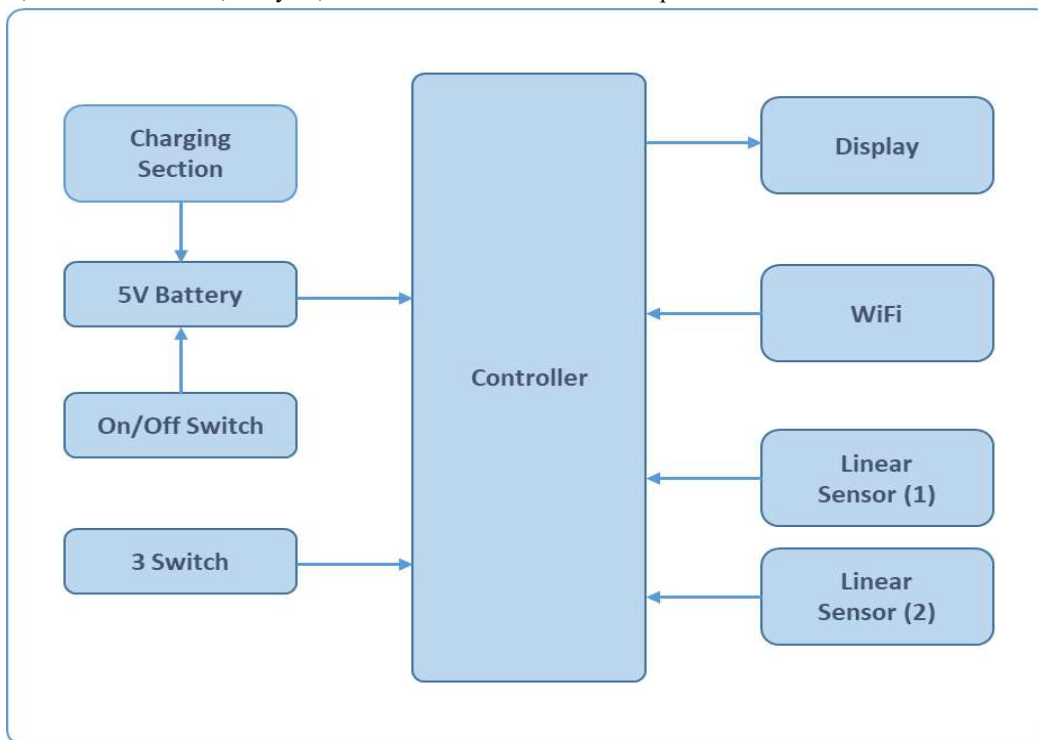 Charging
Section
5V Battery
On/Off Switch
3 Switch
Controller
Display
WiFi
Linear
Sensor (1)
Linear
Sensor (2)